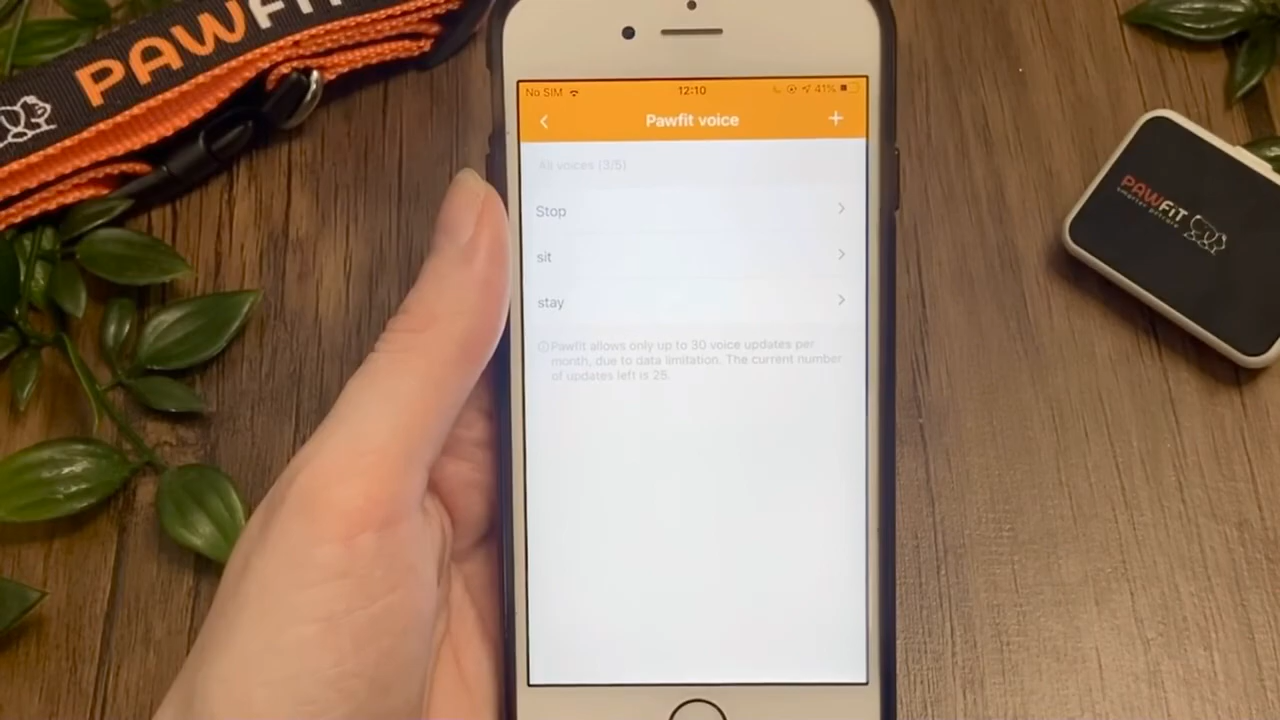 PAWFIT
No SIM 12:10 41%
Pawfit voice
All voices (3/5)
Stop
sit
stay
Pawfit allows only up to 30 voice updates per
month, due to data limitation. The current number
of updates left is 25.
PAWFIT
smarter petcare